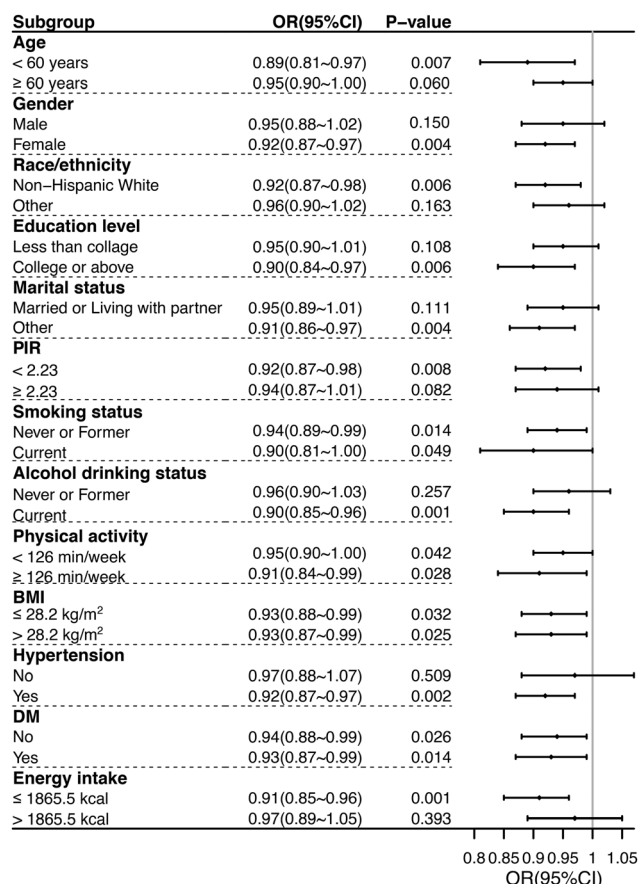 Subgroup OR(95%CI) P−value
Age
< 60 years 0.89(0.81~0.97) 0.007
≥ 60 years 0.95(0.90~1.00) 0.060
Gender
Male 0.95(0.88~1.02) 0.150
Female 0.92(0.87~0.97) 0.004
Race/ethnicity
Non−Hispanic White 0.92(0.87~0.98) 0.006
Other 0.96(0.90~1.02) 0.163
Education level
Less than collage 0.95(0.90~1.01) 0.108
College or above 0.90(0.84~0.97) 0.006
Marital status
Married or Living with partner 0.95(0.89~1.01) 0.111
Other 0.91(0.86~0.97) 0.004
PIR
< 2.23 0.92(0.87~0.98) 0.008
≥ 2.23 0.94(0.87~1.01) 0.082
Smoking status
Never or Former 0.94(0.89~0.99) 0.014
Current 0.90(0.81~1.00) 0.049
Alcohol drinking status
Never or Former 0.96(0.90~1.03) 0.257
Current 0.90(0.85~0.96) 0.001
Physical activity
< 126 min/week 0.95(0.90~1.00) 0.042
≥ 126 min/week 0.91(0.84~0.99) 0.028
BMI
≤ 28.2 kg/m² 0.93(0.88~0.99) 0.032
> 28.2 kg/m² 0.93(0.87~0.99) 0.025
Hypertension
No 0.97(0.88~1.07) 0.509
Yes 0.92(0.87~0.97) 0.002
DM
No 0.94(0.88~0.99) 0.026
Yes 0.93(0.87~0.99) 0.014
Energy intake
≤ 1865.5 kcal 0.91(0.85~0.96) 0.001
> 1865.5 kcal 0.97(0.89~1.05) 0.393
0.8 0.85 0.9 0.95 1 1.05
OR(95%CI)